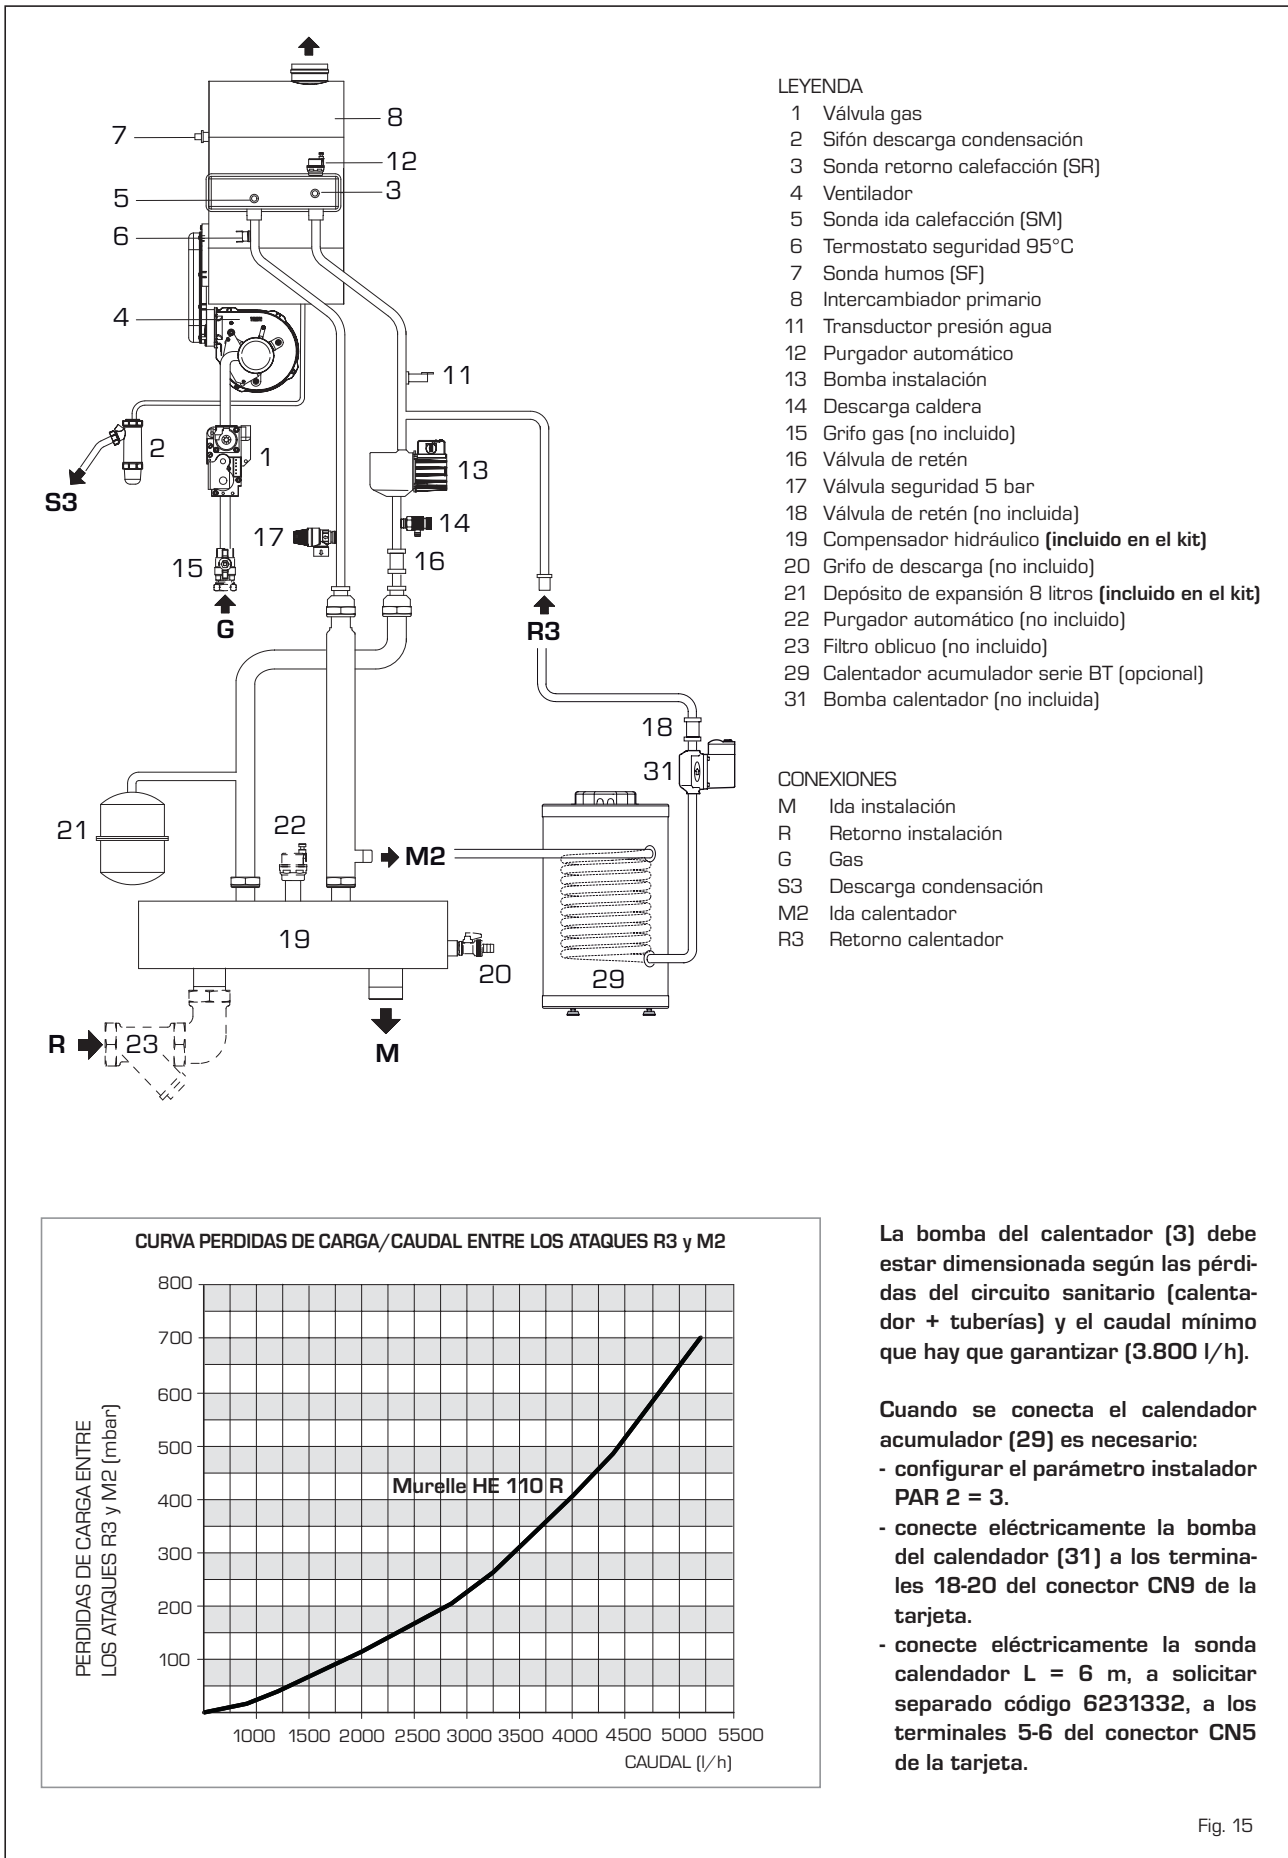 8
7
12
5
3
6
4
11
2
1
13
S3
17
14
15
16
G
R3
18
31
21
22
M2
19
20
29
R
23
M
LEYENDA
1 Válvula gas
2 Sifón descarga condensación
3 Sonda retorno calefacción (SR)
4 Ventilador
5 Sonda ida calefacción (SM)
6 Termostato seguridad 95°C
7 Sonda humos (SF)
8 Intercambiador primario
11 Transductor presión agua
12 Purgador automático
13 Bomba instalación
14 Descarga caldera
15 Grifo gas (no incluido)
16 Válvula de retén
17 Válvula seguridad 5 bar
18 Válvula de retén (no incluida)
19 Compensador hidráulico (incluido en el kit)
20 Grifo de descarga (no incluido)
21 Depósito de expansión 8 litros (incluido en el kit)
22 Purgador automático (no incluido)
23 Filtro oblicuo (no incluido)
29 Calentador acumulador serie BT (opcional)
31 Bomba calentador (no incluida)
CONEXIONES
M Ida instalación
R Retorno instalación
G Gas
S3 Descarga condensación
M2 Ida calentador
R3 Retorno calentador
CURVA PERDIDAS DE CARGA/CAUDAL ENTRE LOS ATAQUES R3 y M2
PERDIDAS DE CARGA ENTRE
LOS ATAQUES R3 y M2 (mbar)
800
700
600
500
400
300
200
100
Murelle HE 110 R
1000 1500 2000 2500 3000 3500 4000 4500 5000 5500
CAUDAL (l/h)
La bomba del calentador (3) debe
estar dimensionada según las pérdi-
das del circuito sanitario (calenta-
dor + tuberías) y el caudal mínimo
que hay que garantizar (3.800 l/h).
Cuando se conecta el calendador
acumulador (29) es necesario:
- configurar el parámetro instalador
PAR 2 = 3.
- conecte eléctricamente la bomba
del calendador (31) a los termina-
les 18-20 del conector CN9 de la
tarjeta.
- conecte eléctricamente la sonda
calendador L = 6 m, a solicitar
separado código 6231332, a los
terminales 5-6 del conector CN5
de la tarjeta.
Fig. 15